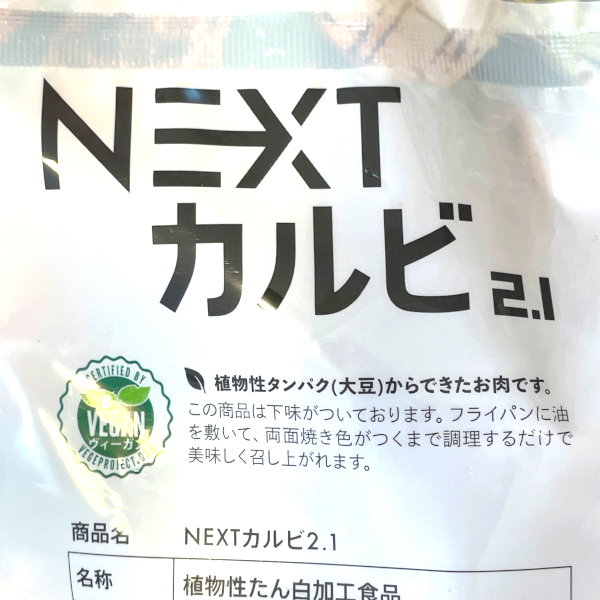 NEXT
カルビ 2.1
CERTIFIED BY
VEGAN
ヴィーガン
VEGEPROJECT.O
植物性タンパク(大豆)からできたお肉です。
この商品は下味がついております。フライパンに油
を敷いて、両面焼き色がつくまで調理するだけで
美味しく召し上がれます。
商品名 NEXTカルビ2.1
名称 植物性たん白加工食品